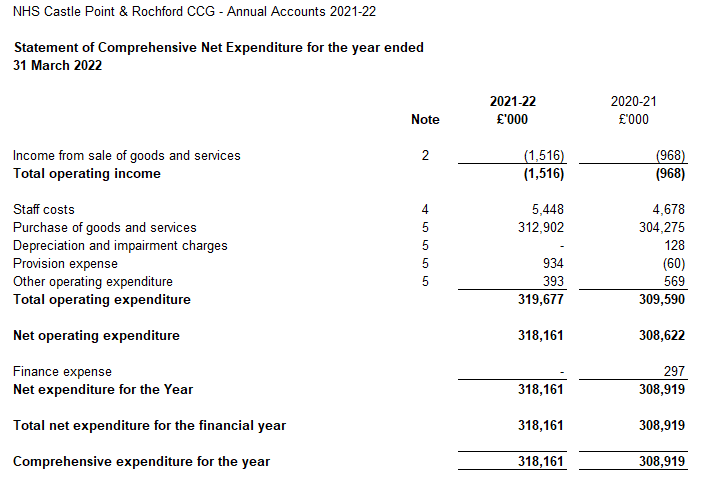 NHS Castle Point & Rochford CCG - Annual Accounts 2021-22
Statement of Comprehensive Net Expenditure for the year ended
31 March 2022
2021-22 2020-21
Note £'000 £'000
Income from sale of goods and services 2 (1,516) (968)
Total operating income (1,516) (968)
Staff costs 4 5,448 4,678
Purchase of goods and services 5 312,902 304,275
Depreciation and impairment charges 5 - 128
Provision expense 5 934 (60)
Other operating expenditure 5 393 569
Total operating expenditure 319,677 309,590
Net operating expenditure 318,161 308,622
Finance expense - 297
Net expenditure for the Year 318,161 308,919
Total net expenditure for the financial year 318,161 308,919
Comprehensive expenditure for the year 318,161 308,919